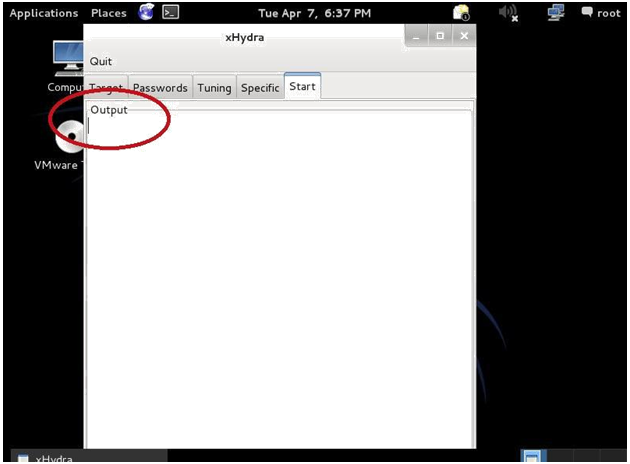 Applications Places Tue Apr 7, 6:37 PM root
xHydra
Quit
Target Passwords Tuning Specific Start
Output
VMware
xHydra